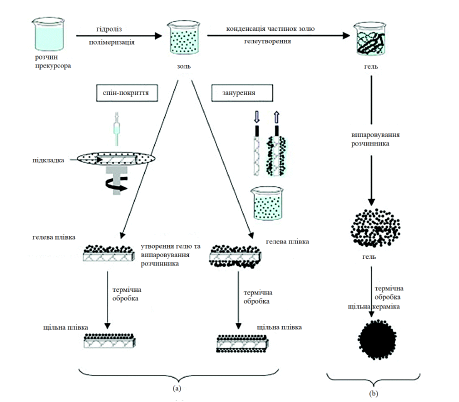 гідроліз
полімеризація
конденсація частинок золю
гелеутворення
розчин
прекурсора
золь
гель
спін-покриття
занурення
підкладка
випаровування
розчинника
гелева плівка
утворення гелю та
випаровування
розчинника
гелева плівка
гель
термічна
обробка
термічна
обробка
термічна
обробка
щільна кераміка
щільна плівка
щільна плівка
(a)
(b)